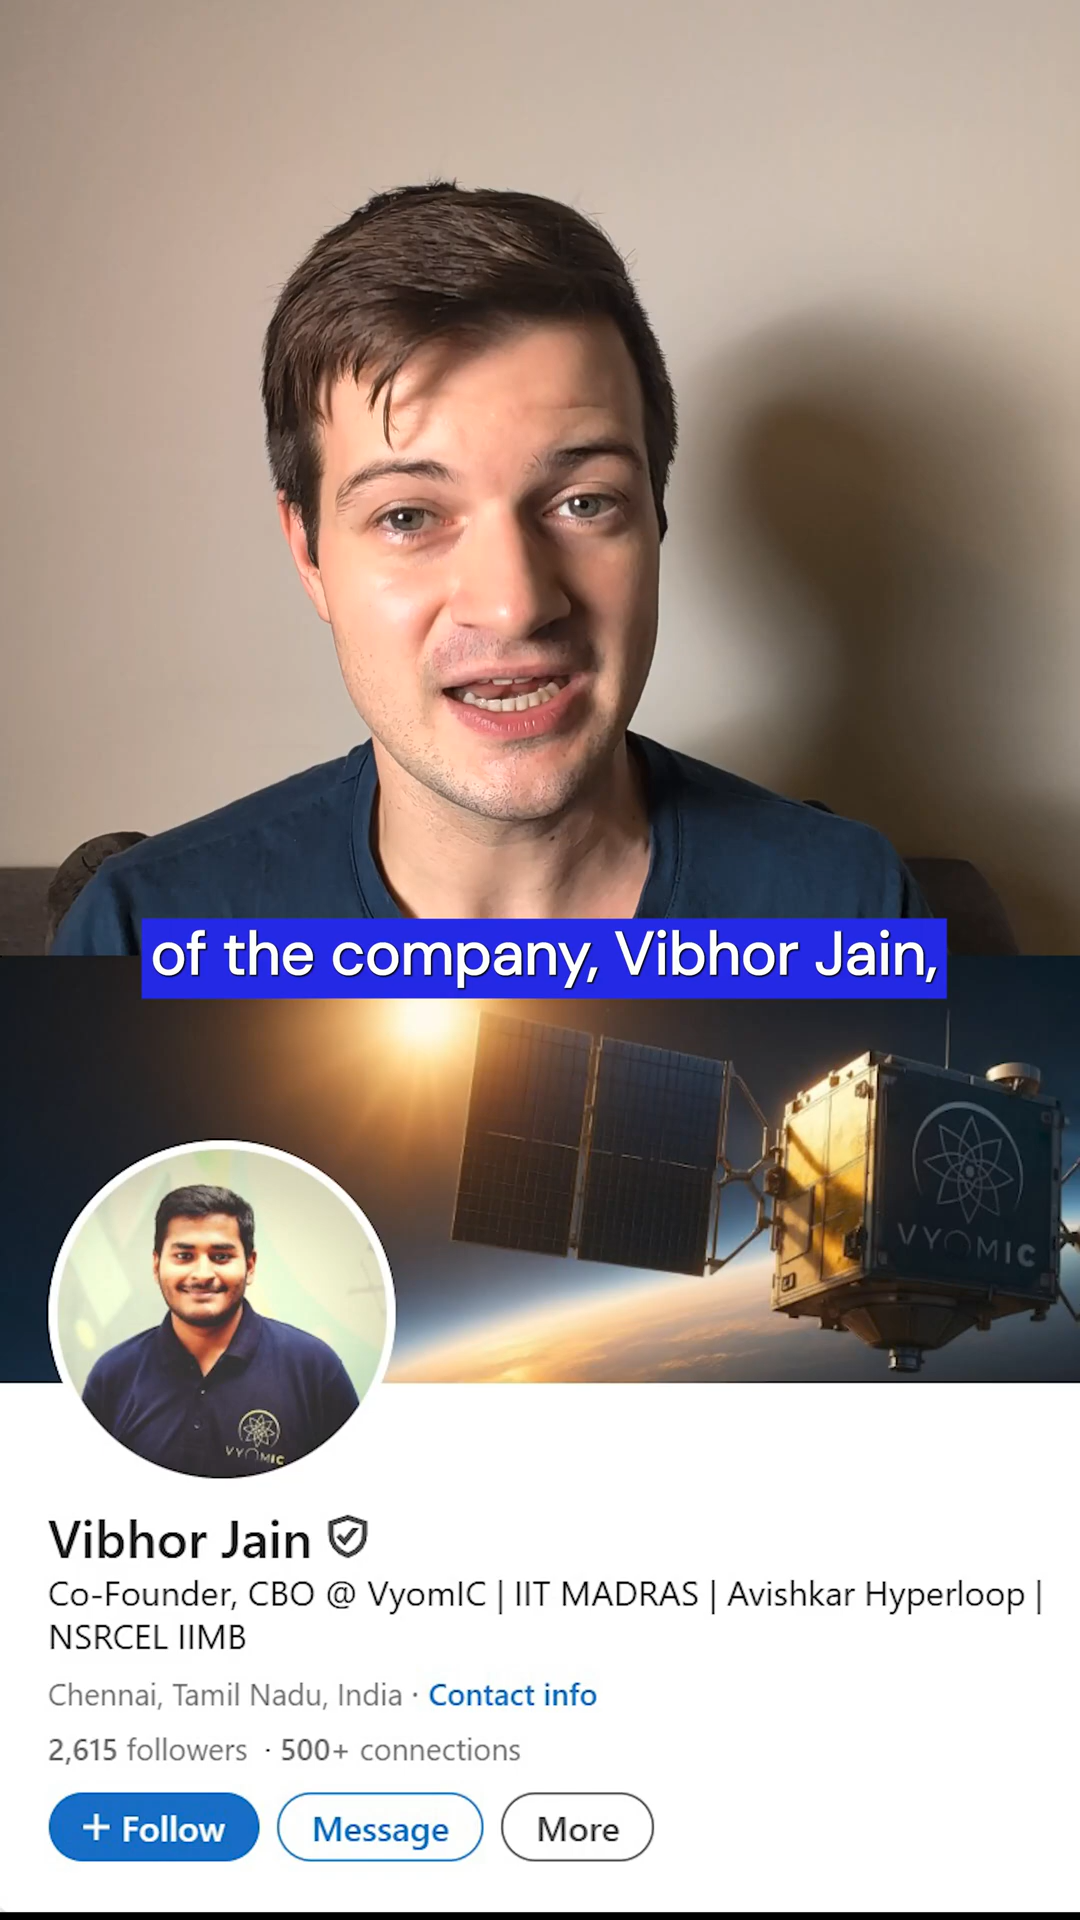 of the company, Vibhor Jain,
VYOMIC
VYOMIC
Vibhor Jain
Co-Founder, CBO @ VyomIC | IIT MADRAS | Avishkar Hyperloop |
NSRCEL IIMB
Chennai, Tamil Nadu, India · Contact info
2,615 followers · 500+ connections
+ Follow Message More